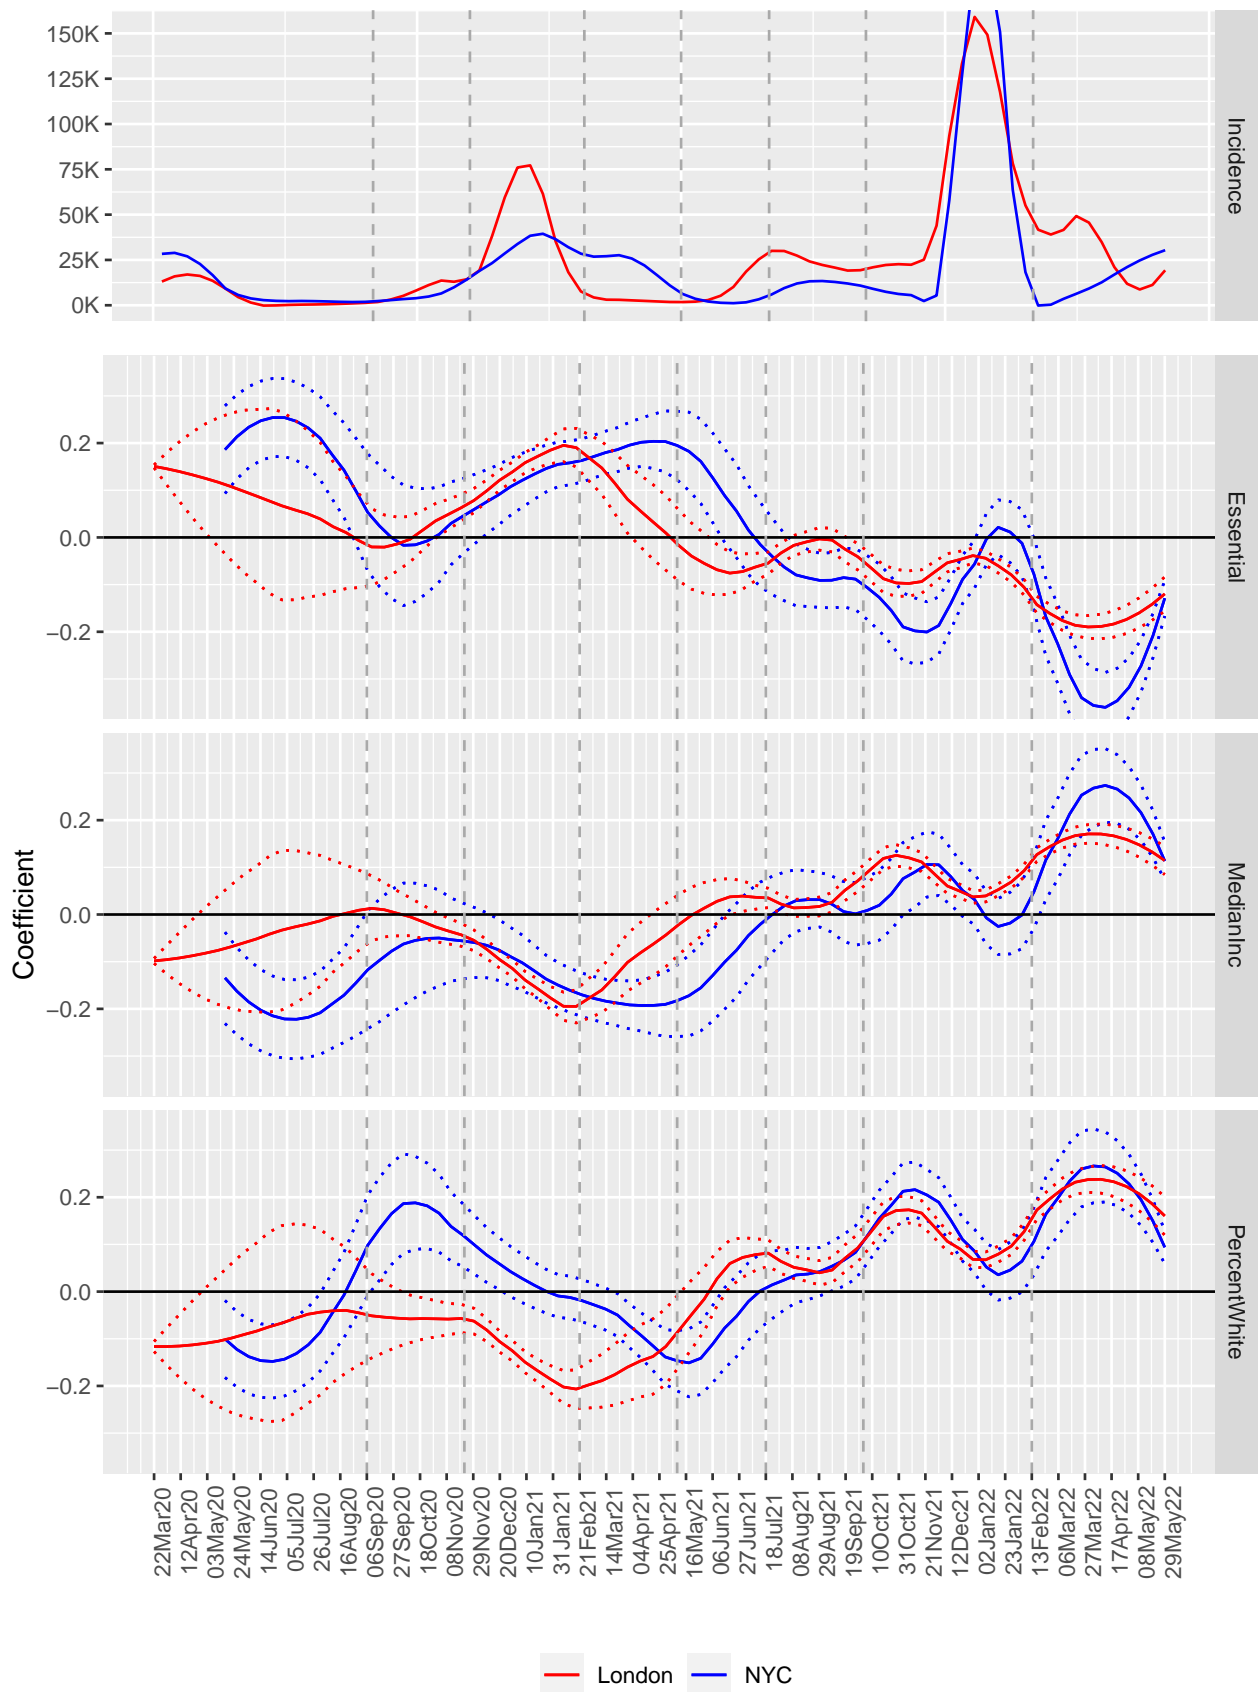 150K
125K
100K
75K
50K
25K
0K
Incidence
0.2
0.0
−0.2
Essential
0.2
0.0
−0.2
MedianInc
0.2
0.0
−0.2
PercentWhite
Coefficient
22Mar20
12Apr20
03May20
24May20
14Jun20
05Jul20
26Jul20
16Aug20
06Sep20
27Sep20
18Oct20
08Nov20
29Nov20
20Dec20
10Jan21
31Jan21
21Feb21
14Mar21
04Apr21
25Apr21
16May21
06Jun21
27Jun21
18Jul21
08Aug21
29Aug21
19Sep21
10Oct21
31Oct21
21Nov21
12Dec21
02Jan22
23Jan22
13Feb22
06Mar22
27Mar22
17Apr22
08May22
29May22
London NYC